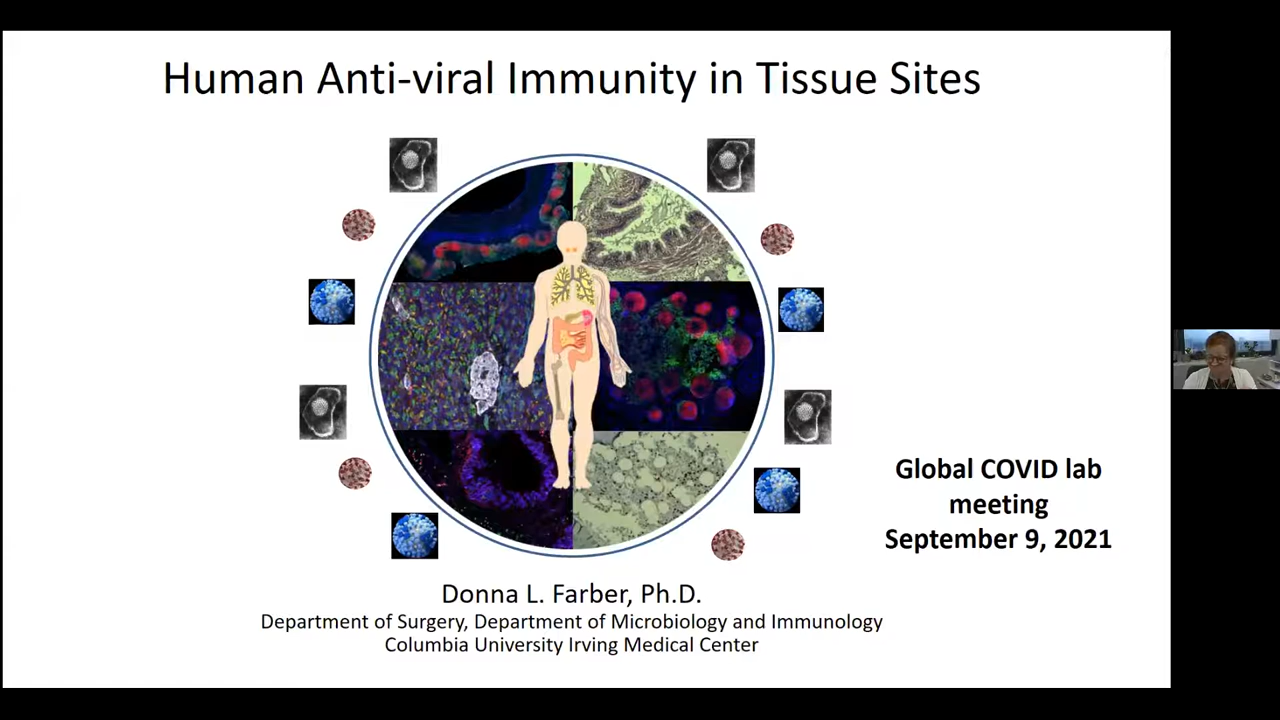 Human Anti-viral Immunity in Tissue Sites
Global COVID lab
meeting
September 9, 2021
Donna L. Farber, Ph.D.
Department of Surgery, Department of Microbiology and Immunology
Columbia University Irving Medical Center